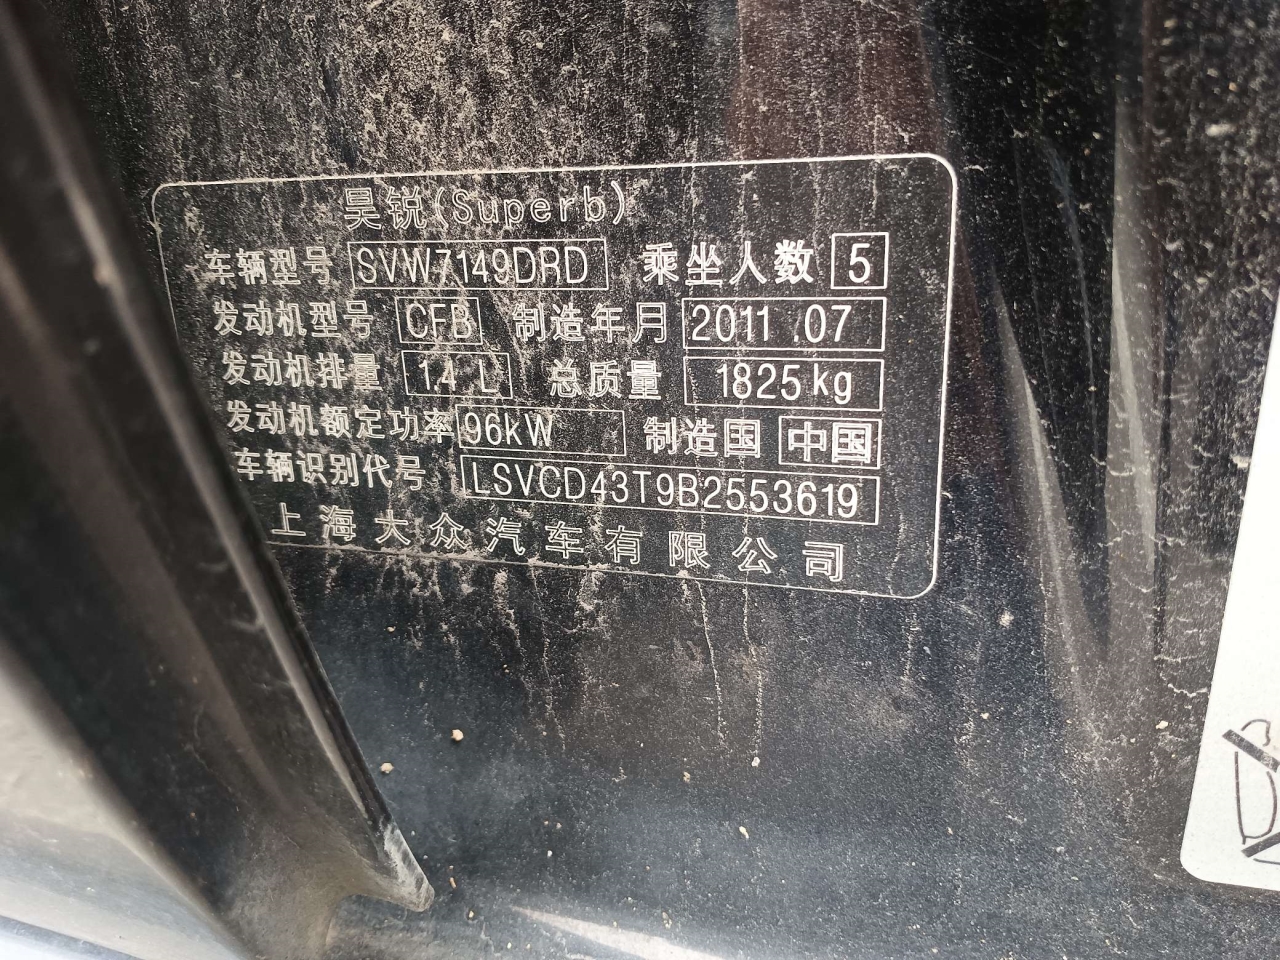 昊锐(Superb)
车辆型号 SVW7149DRD 乘坐人数 5
发动机型号 CFB 制造年月 2011.07
发动机排量 1.4 L 总质量 1825kg
发动机额定功率 96kW 制造国 中国
车辆识别代号 LSVCD43T9B2553619
上海大众汽车有限公司